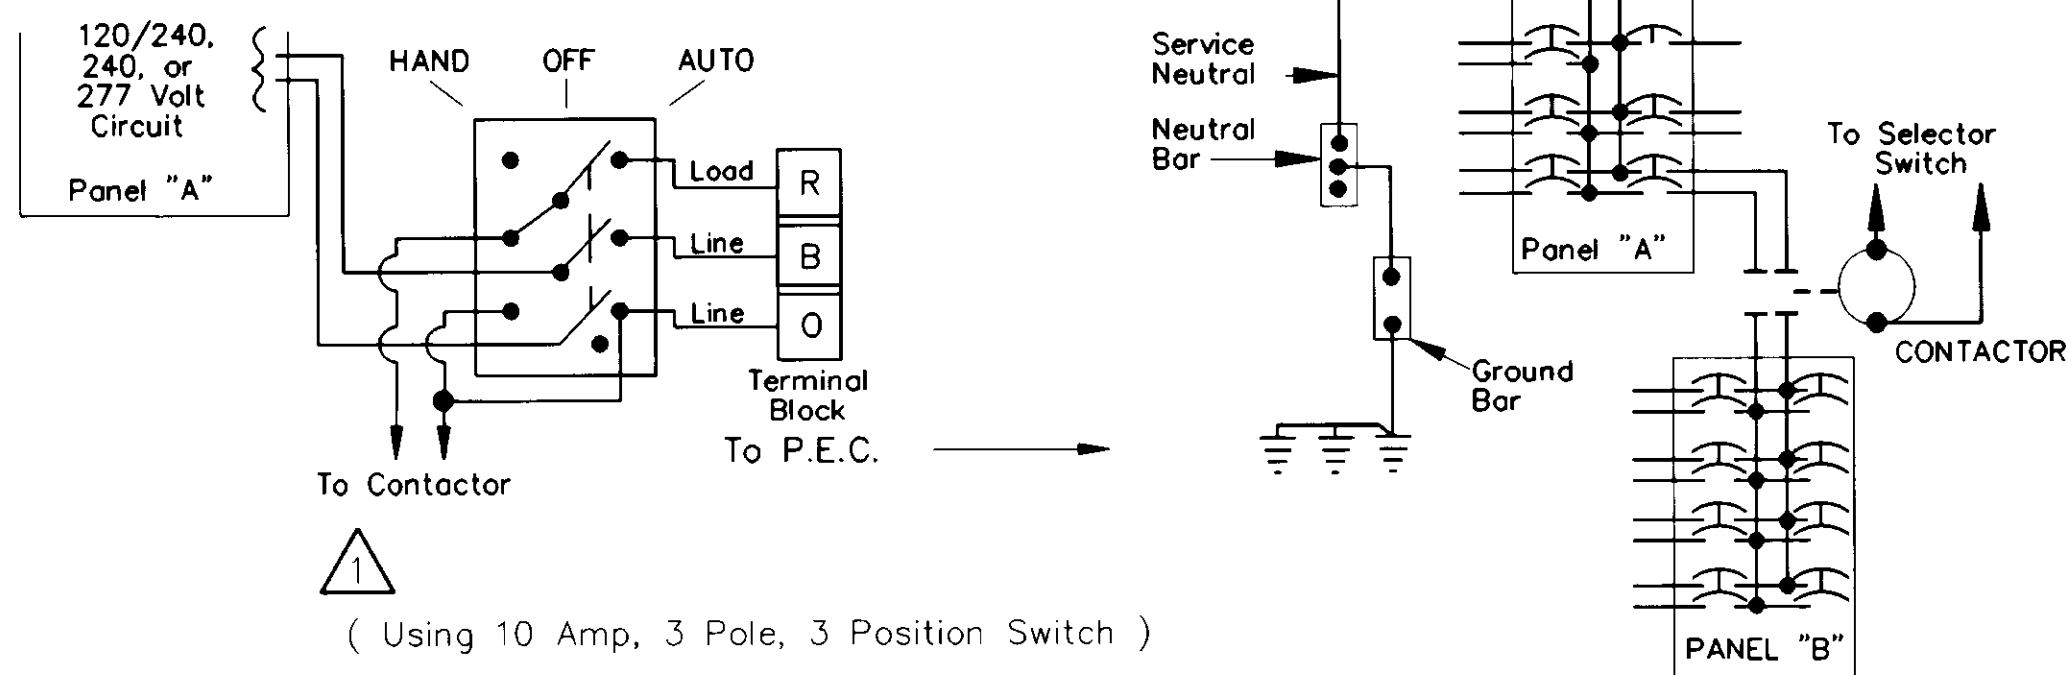 120/240,
240, or
277 Volt
Circuit
Panel "A"
HAND
OFF
AUTO
Load
Line
Line
R
B
O
Terminal
Block
To P.E.C.
To Contactor
1
( Using 10 Amp, 3 Pole, 3 Position Switch )
Service
Neutral
Neutral
Bar
Ground
Bar
Panel "A"
To Selector
Switch
CONTACTOR
PANEL "B"